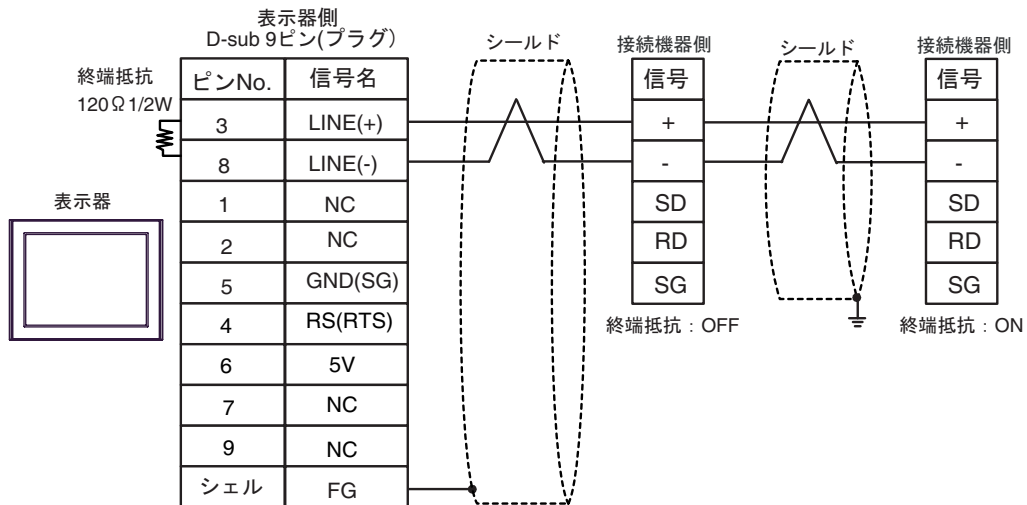 表示器側
D-sub 9ピン(プラグ）
シールド
接続機器側
シールド
接続機器側
終端抵抗
120Ω1/2W
ピンNo. 信号名
信号
信号
3 LINE(+)
+
+
8 LINE(-)
-
-
表示器
1 NC
SD
SD
2 NC
RD
RD
5 GND(SG)
SG
SG
4 RS(RTS)
終端抵抗：OFF
終端抵抗：ON
6 5V
7 NC
9 NC
シェル FG